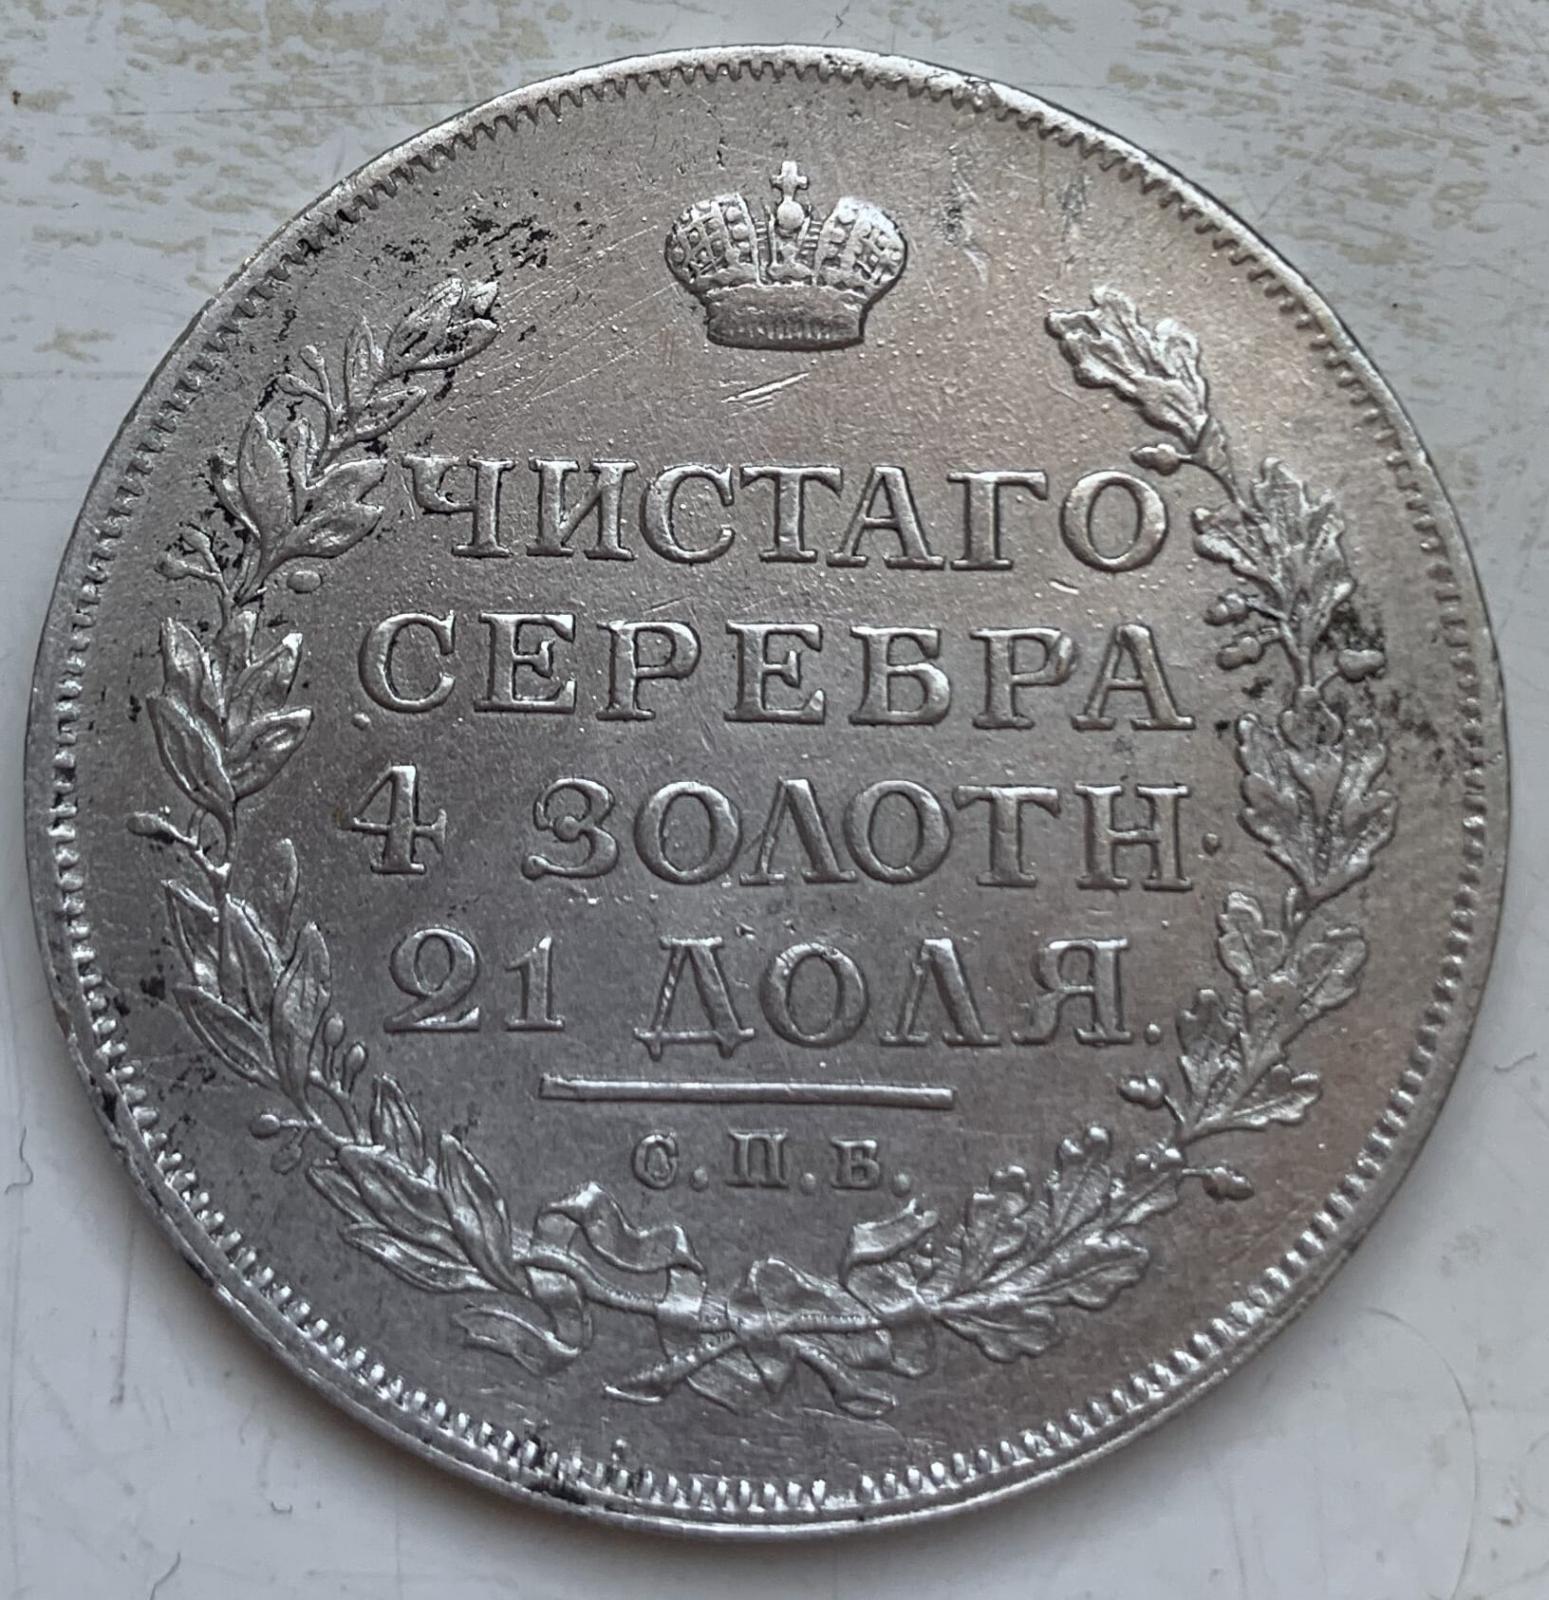 ЧИСТАГО
СЕРЕБРА
4 ЗОЛОТН.
21 ДОЛЯ.
С.П.Б.